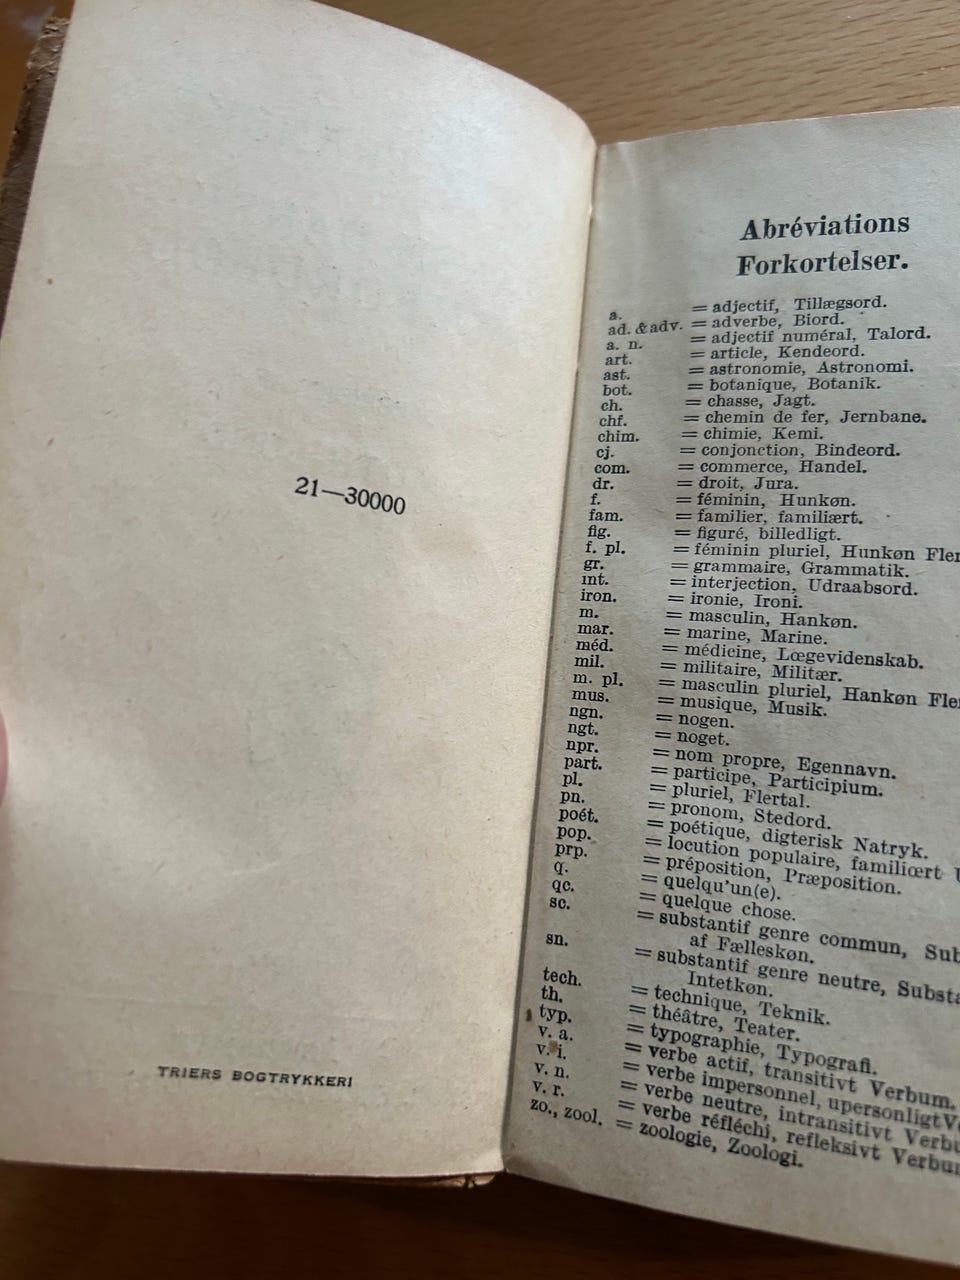 21—30000
TRIERS BOGTRYKKERI
Abréviations
Forkortelser.
a. = adjectif, Tillægsord.
ad. & adv. = adverbe, Biord.
a. n. = adjectif numéral, Talord.
art. = article, Kendeord.
ast. = astronomie, Astronomi.
bot. = botanique, Botanik.
ch. = chasse, Jagt.
chf. = chemin de fer, Jernbane.
chim. = chimie, Kemi.
cj. = conjonction, Bindeord.
com. = commerce, Handel.
dr. = droit, Jura.
f. = féminin, Hunkøn.
fam. = familier, familiært.
fig. = figuré, billedligt.
f. pl. = féminin pluriel, Hunkøn
gr. = grammaire, Grammatik.
int. = interjection, Udraabsord.
iron. = ironie, Ironi.
m. = masculin, Hankøn.
mar. = marine, Marine.
méd. = médicine, Lœgevidenskab.
mil. = militaire, Militær.
m. pl. = masculin pluriel, Hankøn
mus. = musique, Musik.
ngn. = nogen.
ngt. = noget.
npr. = nom propre, Egennavn.
part. = participe, Participium.
pl. = pluriel, Flertal.
pn. = pronom, Stedord.
poét. = poétique, digterisk Natryk.
pop. = locution populaire, familiœrt
prp. = préposition, Præposition.
q. = quelqu'un(e).
qc. = quelque chose.
sc. = substantif genre commun,
af Fælleskøn.
sn. = substantif genre neutre,
Intetkøn.
tech. = technique, Teknik.
th. = théâtre, Teater.
typ. = typographie, Typografi.
v. a. = verbe actif, transitivt Verbum.
v. i. = verbe impersonnel, upersonligt
v. n. = verbe neutre, intransitivt
v. r. = verbe réfléchi, refleksivt Verbum
zo., zool. = zoologie, Zoologi.